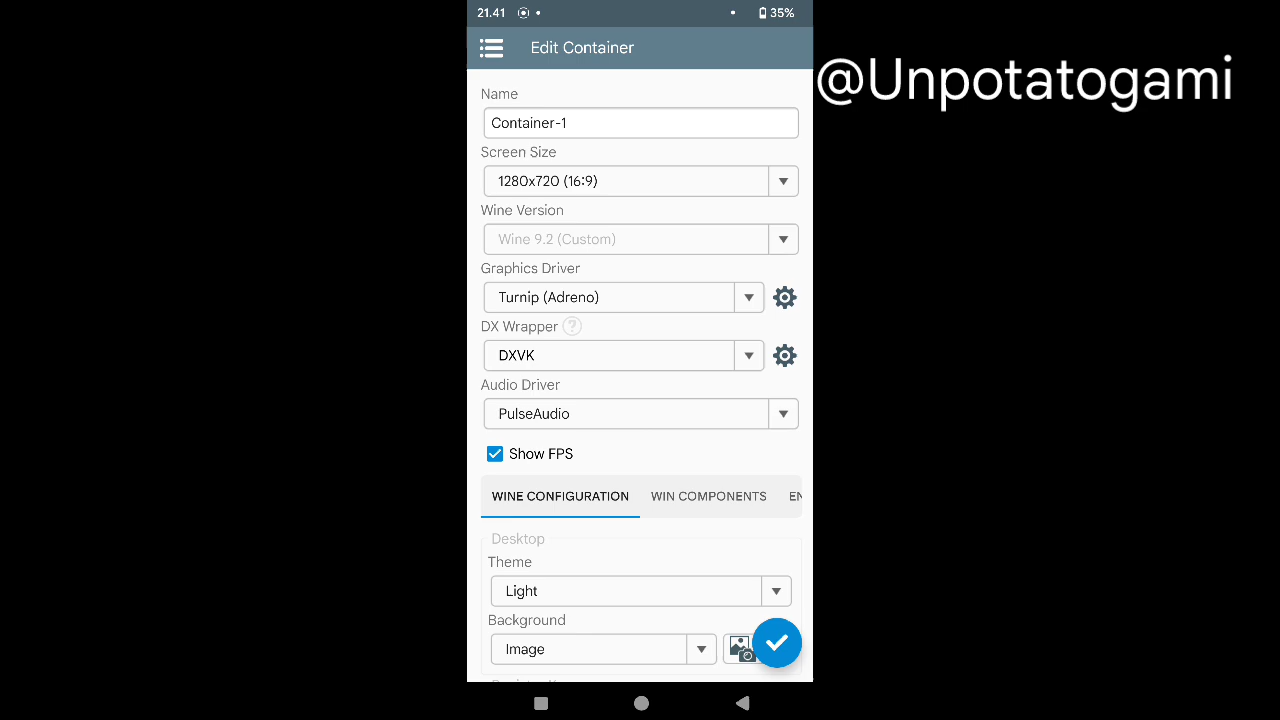 21.41
35%
Edit Container
@Unpotatogami
Name
Container-1
Screen Size
1280x720 (16:9)
Wine Version
Wine 9.2 (Custom)
Graphics Driver
Turnip (Adreno)
DX Wrapper ?
DXVK
Audio Driver
PulseAudio
Show FPS
WINE CONFIGURATION WIN COMPONENTS EN
Desktop
Theme
Light
Background
Image